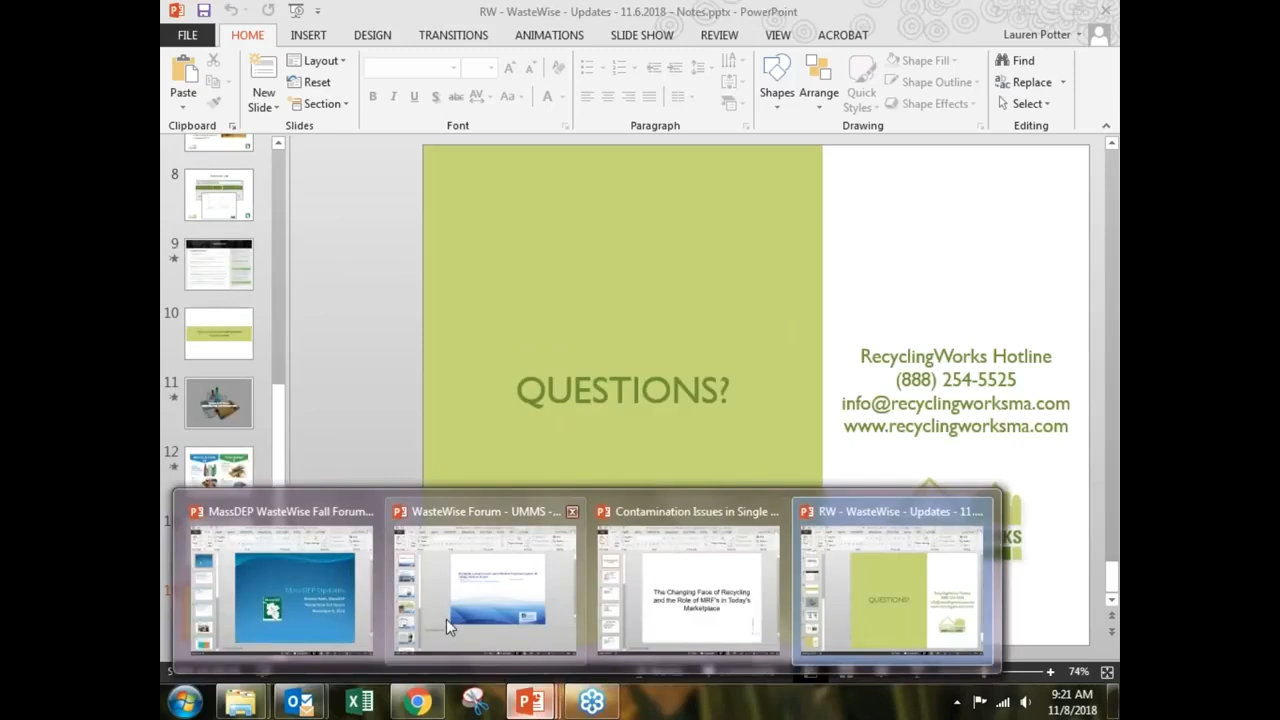 RW - WasteWise - Updates - 11.6.2018 - Notes.pptx - PowerPoint
FILE HOME INSERT DESIGN TRANSITIONS ANIMATIONS SLIDE SHOW REVIEW VIEW ACROBAT Lauren Potter
Paste
New
Slide
Layout
Reset
Section
B I U S abc AV Aa A
Shapes
Arrange
Quick
Styles
Shape Fill
Shape Outline
Shape Effects
Find
Replace
Select
Clipboard Slides Font Paragraph Drawing Editing
8
9
10
11
12
QUESTIONS?
RecyclingWorks Hotline
(888) 254-5525
info@recyclingworksma.com
www.recyclingworksma.com
MassDEP WasteWise Fall Forum...
WasteWise Forum - UMMS -...
Contamination Issues in Single ...
RW - WasteWise - Updates - 11....
MassDEP Updates
The Changing Face of Recycling
and the Role of MRF's in Today's
Marketplace
QUESTIONS?
74%
9:21 AM
11/8/2018